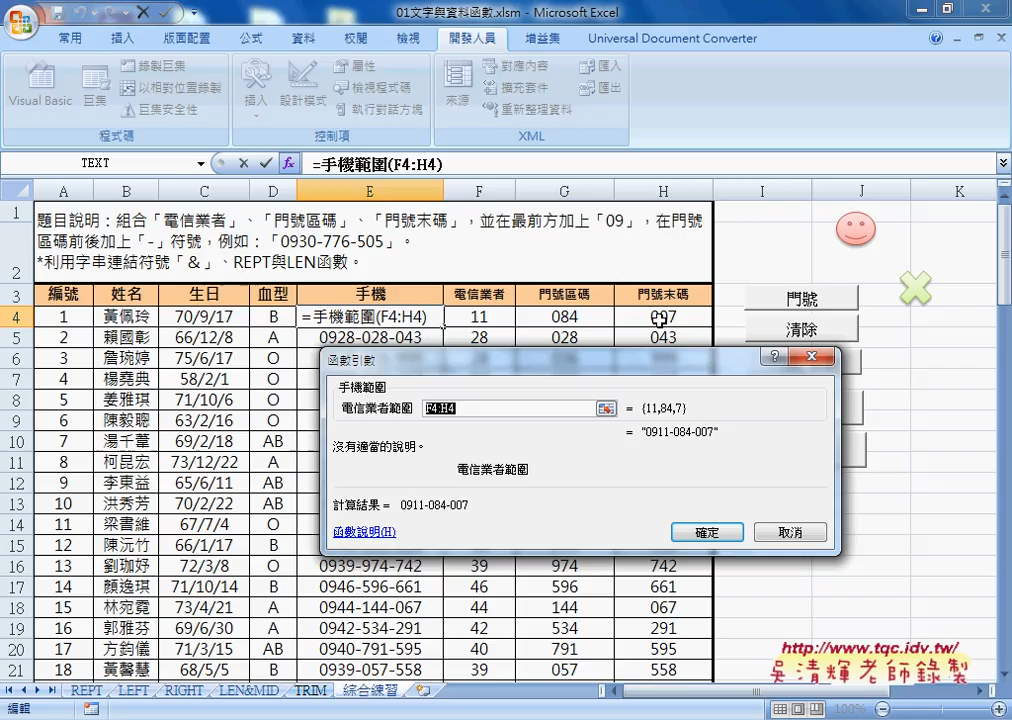 01文字與資料函數.xlsm - Microsoft Excel
常用 插入 版面配置 公式 資料 校閱 檢視 開發人員 增益集 Universal Document Converter
Visual Basic 巨集 錄製巨集 以相對位置錄製 巨集安全性 插入 設計模式 屬性 檢視程式碼 執行對話方塊 來源 對應內容 擴充套件 重新整理資料 匯入 匯出
程式碼 控制項 XML
TEXT =手機範圍(F4:H4)
A B C D E F G H I J K
1 題目說明:組合「電信業者」、「門號區碼」、「門號末碼」,並在最前方加上「09」,在門號
區碼前後加上「-」符號,例如:「0930-776-505」。
2 *利用字串連結符號「&」、REPT與LEN函數。
3 編號 姓名 生日 血型 手機 電信業者 門號區碼 門號末碼 門號
4 1 黃佩玲 70/9/17 B =手機範圍(F4:H4) 11 084 007
清除
5 2 賴國彰 66/12/8 A 0928-028-043 28 028 043
6 3 詹琬婷 75/6/17 O
7 4 楊堯典 58/2/1 O
8 5 姜雅琪 71/10/6 O
9 6 陳毅聰 63/2/16 O
10 7 湯千葦 69/2/18 AB
11 8 柯昆宏 73/12/22 A
12 9 李東益 65/6/11 AB
13 10 洪秀芳 70/2/22 AB
14 11 梁書維 67/7/4 O
15 12 陳沅竹 66/1/17 B
函數引數
手機範圍
電信業者範圍 F4:H4 = {11,84,7}
= "0911-084-007"
沒有適當的說明。
電信業者範圍
計算結果 = 0911-084-007
函數說明(H) 確定 取消
16 13 劉珈妤 72/3/8 O 0939-974-742 39 974 742
17 14 顏逸琪 71/10/14 B 0946-596-661 46 596 661
18 15 林宛霓 73/4/21 A 0944-144-067 44 144 067
19 16 郭雅芬 69/6/30 A 0942-534-291 42 534 291
20 17 方鈞儀 71/3/15 AB 0940-791-595 40 791 595
21 18 黃馨慧 68/5/5 B 0939-057-558 39 057 558
http://www.tqc.idv.tw/
吳清輝老師錄製
REPT LEFT RIGHT LEN&MID TRIM 綜合練習
編輯 100%